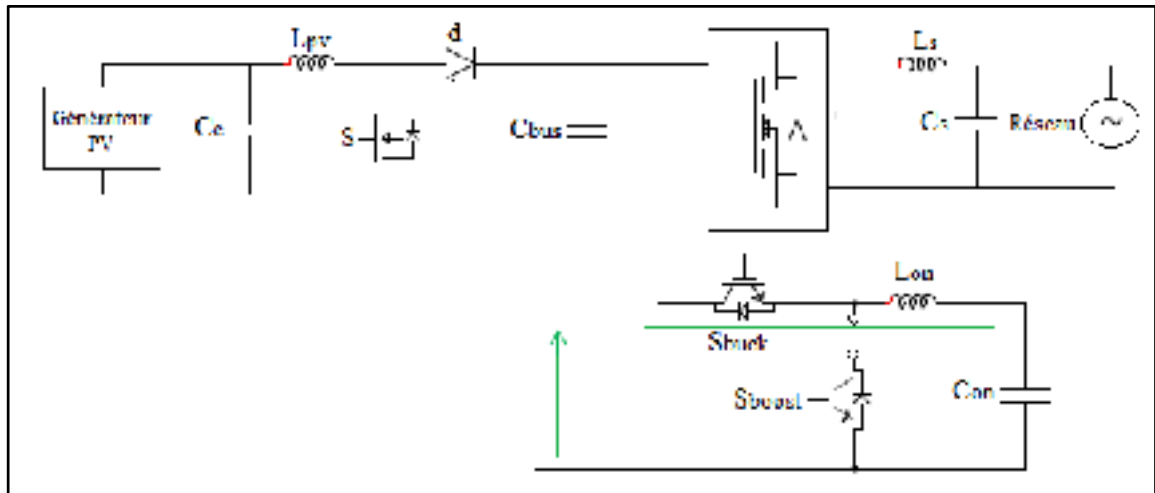 Lpv
d
Ls
Générateur
PV
Ce
S
Cbus
Cs
Réseau
Lon
Sbuck
Sboost
Con